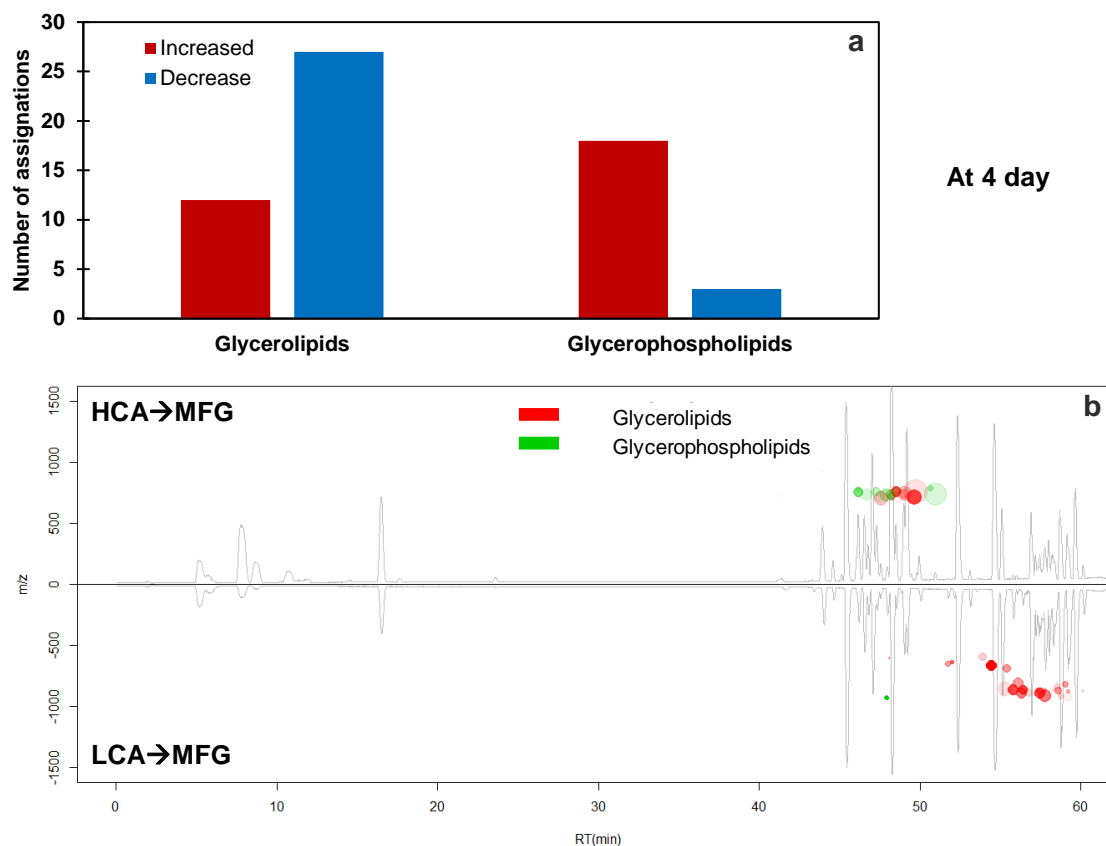 30
25
20
15
10
5
0
Number of assignations
Increased
Decrease
a
Glycerolipids
Glycerophospholipids
At 4 day
HCA→MFG
b
Glycerolipids
Glycerophospholipids
1500
1000
500
0
-500
-1000
-1500
m/z
LCA→MFG
0 10 20 30 40 50 60
RT(min)